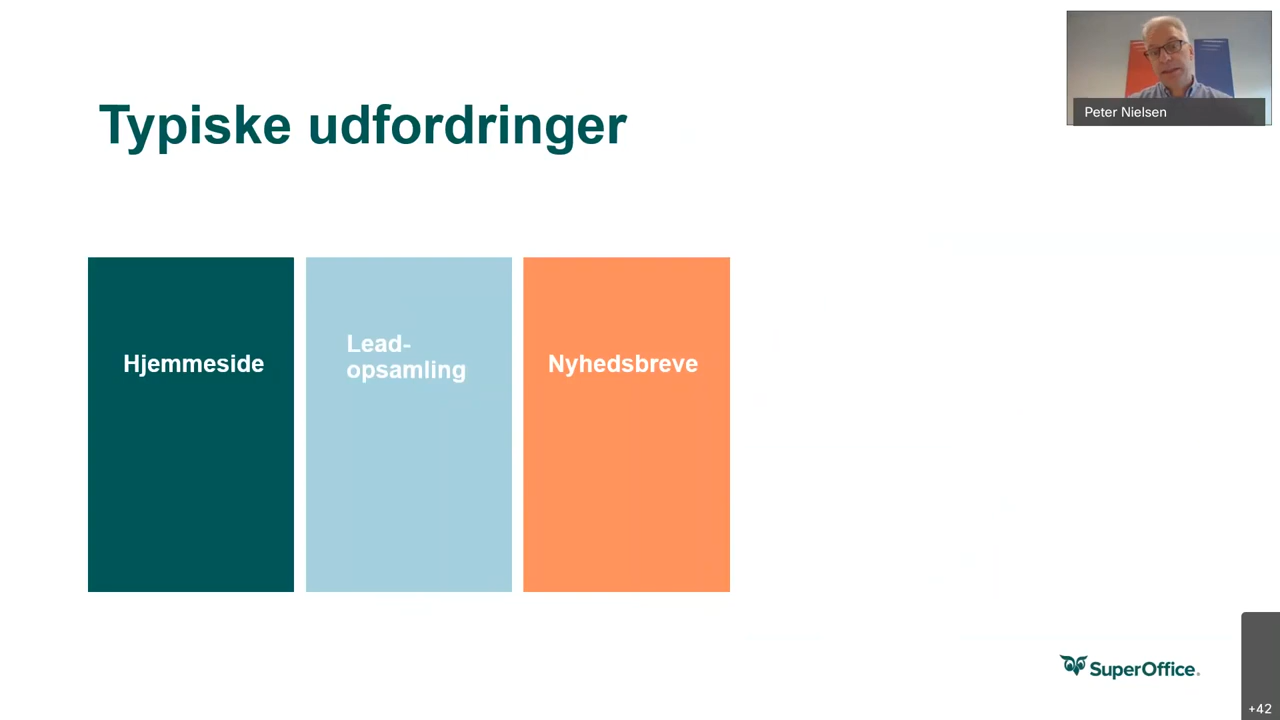 Typiske udfordringer
Peter Nielsen
Hjemmeside
Lead-
opsamling
Nyhedsbreve
SuperOffice.
+42